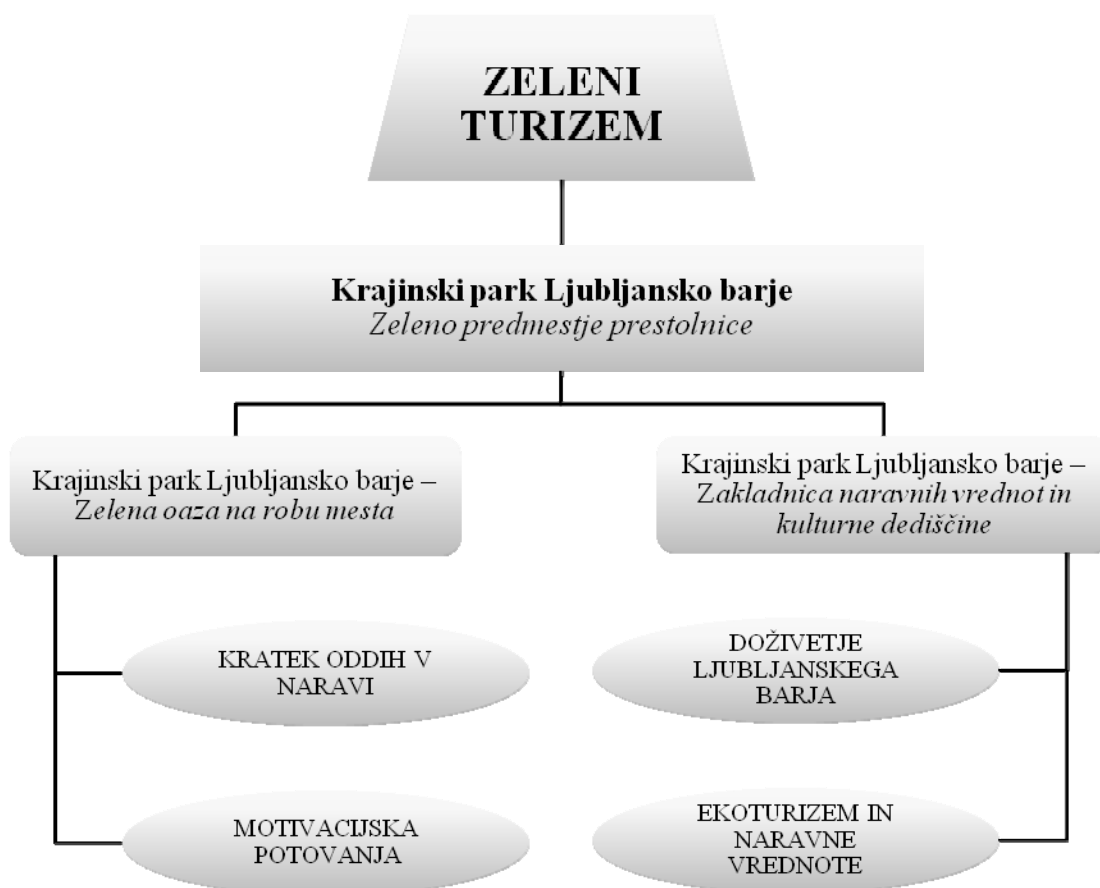 ZELENI
TURIZEM
Krajinski park Ljubljansko barje
Zeleno predmestje prestolnice
Krajinski park Ljubljansko barje –
Zelena oaza na robu mesta
Krajinski park Ljubljansko barje –
Zakladnica naravnih vrednot in
kulturne dediščine
KRATEK ODDIH V
NARAVI
DOŽIVETJE
LJUBLJANSKEGA
BARJA
MOTIVACIJSKA
POTOVANJA
EKOTURIZEM IN
NARAVNE
VREDNOTE